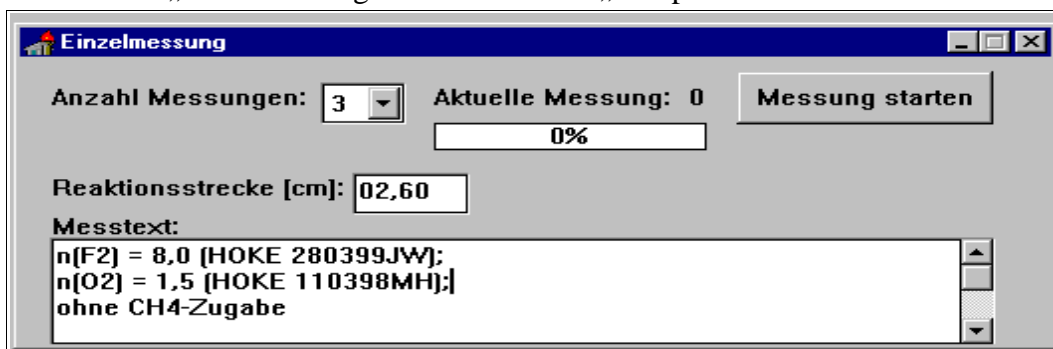 Einzelmessung
Anzahl Messungen: 3 Aktuelle Messung: 0 Messung starten
0%
Reaktionsstrecke [cm]: 02,60
Messtext:
n(F2) = 8,0 (HOKE 280399JW);
n(O2) = 1,5 (HOKE 110398MH);
ohne CH4-Zugabe